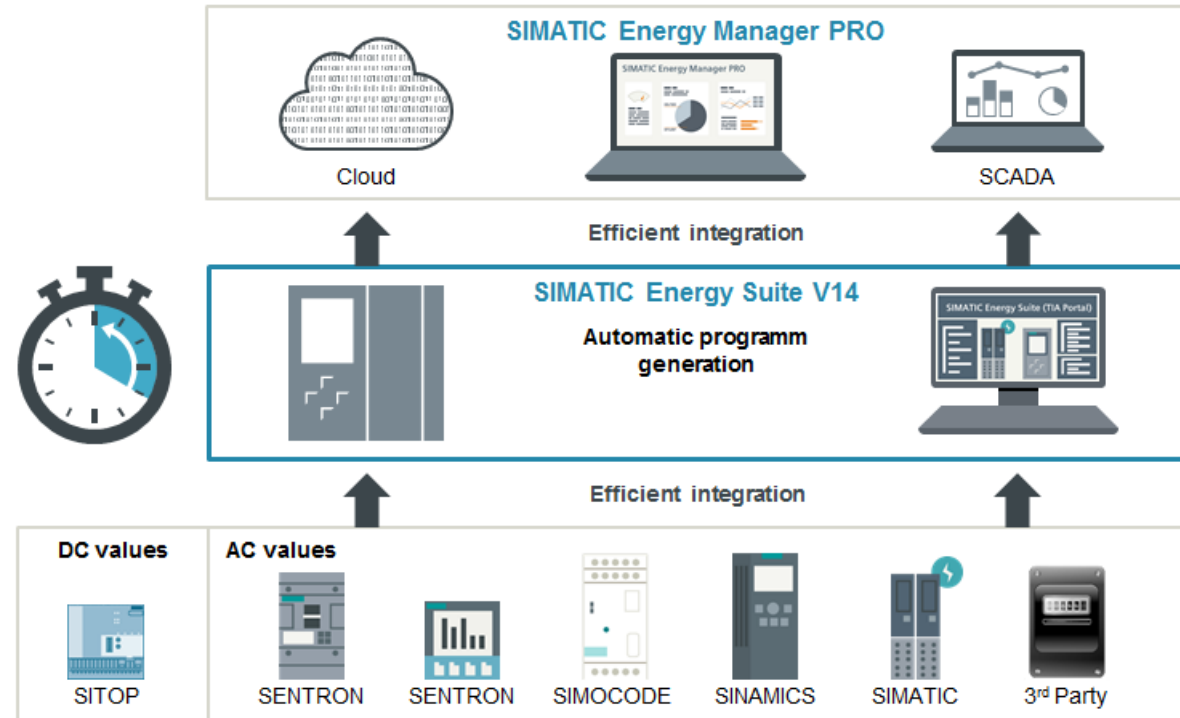 SIMATIC Energy Manager PRO
SIMATIC Energy Manager PRO
Cloud
SCADA
Efficient integration
SIMATIC Energy Suite V14
Automatic programm
generation
SIMATIC Energy Suite (TIA Portal)
Efficient integration
DC values
AC values
SITOP
SENTRON
SENTRON
SIMOCODE
SINAMICS
SIMATIC
3rd Party